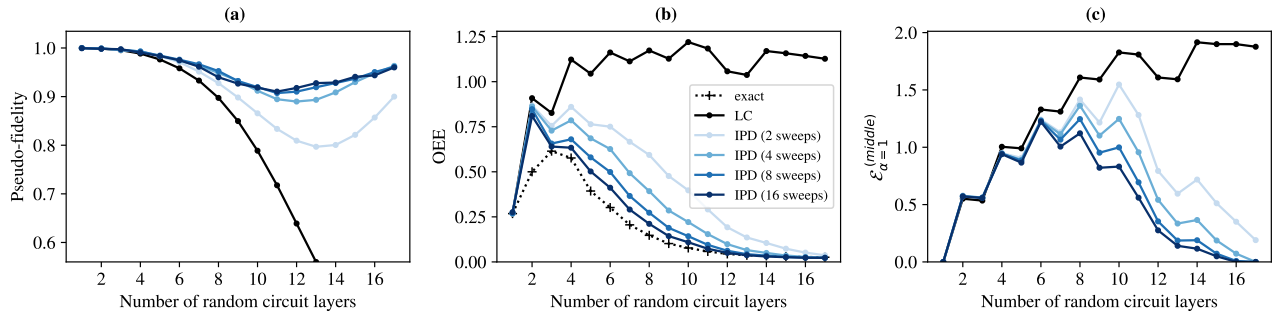 (a)
Pseudo-fidelity
1.0
0.9
0.8
0.7
0.6
2 4 6 8 10 12 14 16
Number of random circuit layers
(b)
OEE
1.25
1.00
0.75
0.50
0.25
0.00
exact
LC
IPD (2 sweeps)
IPD (4 sweeps)
IPD (8 sweeps)
IPD (16 sweeps)
2 4 6 8 10 12 14 16
Number of random circuit layers
(c)
ℰ_{α=1}^{(middle)}
2.0
1.5
1.0
0.5
0.0
2 4 6 8 10 12 14 16
Number of random circuit layers